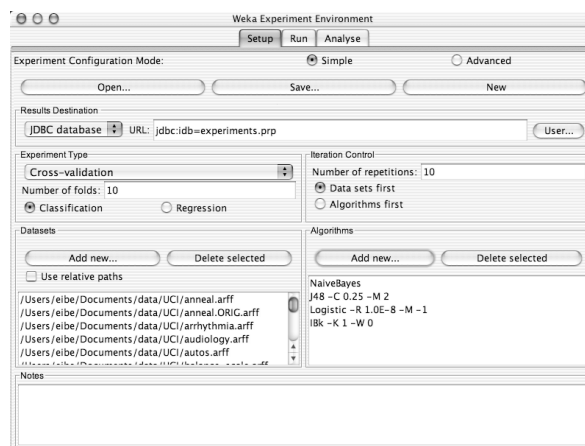 Weka Experiment Environment
Setup Run Analyse
Experiment Configuration Mode: Simple Advanced
Open... Save... New
Results Destination
JDBC database URL: jdbc:idb=experiments.prp User...
Experiment Type
Cross-validation
Number of folds: 10
Classification Regression
Iteration Control
Number of repetitions: 10
Data sets first
Algorithms first
Datasets
Add new... Delete selected
Use relative paths
/Users/eibe/Documents/data/UCI/anneal.arff
/Users/eibe/Documents/data/UCI/anneal.ORIG.arff
/Users/eibe/Documents/data/UCI/arrhythmia.arff
/Users/eibe/Documents/data/UCI/audiology.arff
/Users/eibe/Documents/data/UCI/autos.arff
Algorithms
Add new... Delete selected
NaiveBayes
J48 -C 0.25 -M 2
Logistic -R 1.0E-8 -M -1
IBk -K 1 -W 0
Notes